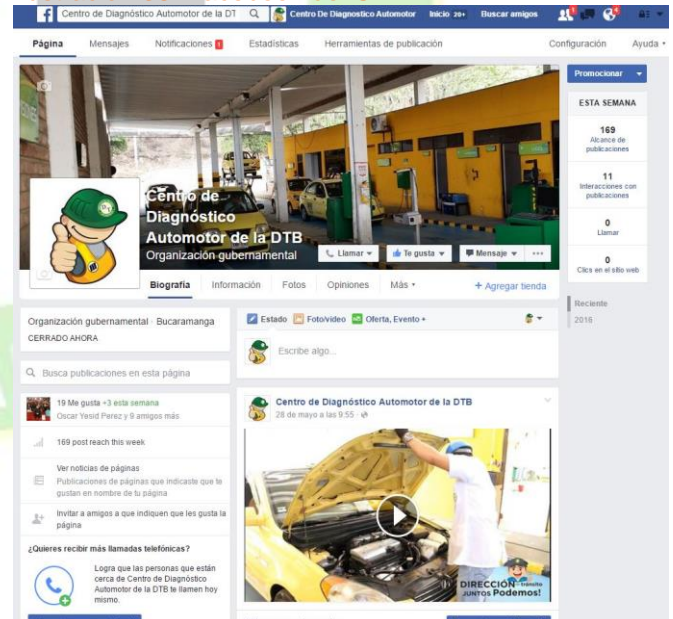 Centro de Diagnóstico Automotor de la DT
Centro De Diagnostico Automotor
Inicio 20+
Buscar amigos
Página
Mensajes
Notificaciones
Estadísticas
Herramientas de publicación
Configuración
Ayuda
Promocionar
ESTA SEMANA
169
Alcance de
publicaciones
11
Interacciones con
publicaciones
0
Llamar
0
Clics en el sitio web
Reciente
2016
Centro de
Diagnóstico
Automotor de la DTB
Organización gubernamental
Llamar
Te gusta
Mensaje
Biografía
Información
Fotos
Opiniones
Más
+ Agregar tienda
Organización gubernamental · Bucaramanga
CERRADO AHORA
Busca publicaciones en esta página
19 Me gusta +3 esta semana
Oscar Yesid Perez y 9 amigos más
169 post reach this week
Ver noticias de páginas
Publicaciones de páginas que indicaste que te
gustan en nombre de tu página
Invitar a amigos a que indiquen que les gusta la
página
¿Quieres recibir más llamadas telefónicas?
Logra que las personas que están
cerca de Centro de Diagnóstico
Automotor de la DTB te llamen hoy
mismo.
Estado
Foto/video
Oferta, Evento +
Escribe algo...
Centro de Diagnóstico Automotor de la DTB
28 de mayo a las 9:55
DIRECCIÓN tránsito
JUNTOS Podemos!